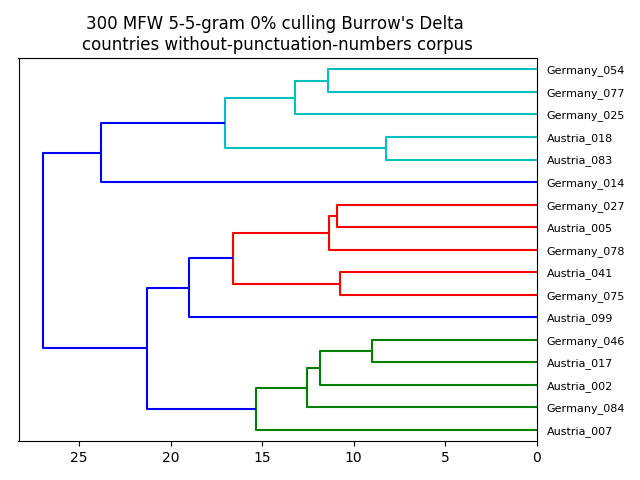 300 MFW 5-5-gram 0% culling Burrow's Delta
countries without-punctuation-numbers corpus
Germany_054
Germany_077
Germany_025
Austria_018
Austria_083
Germany_014
Germany_027
Austria_005
Germany_078
Austria_041
Germany_075
Austria_099
Germany_046
Austria_017
Austria_002
Germany_084
Austria_007
25 20 15 10 5 0